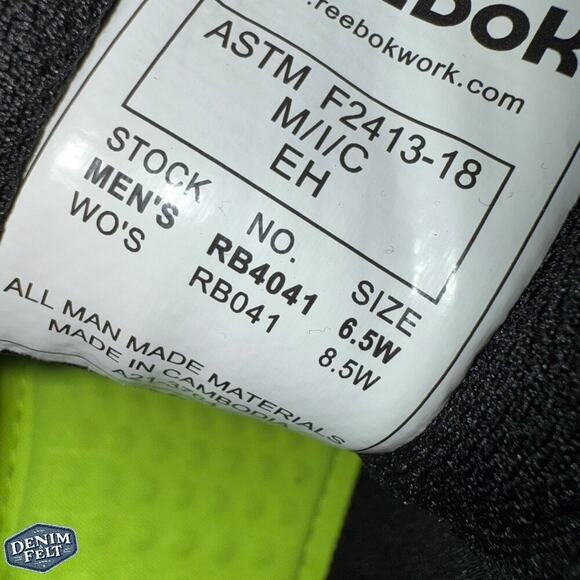 Reebok
.reebokwork.com
ASTM F2413-18
M/I/C
EH
STOCK NO. SIZE
MEN'S RB4041 6.5W
WO'S RB041 8.5W
ALL MAN MADE MATERIALS
MADE IN CAMBODIA
DENIM
FELT